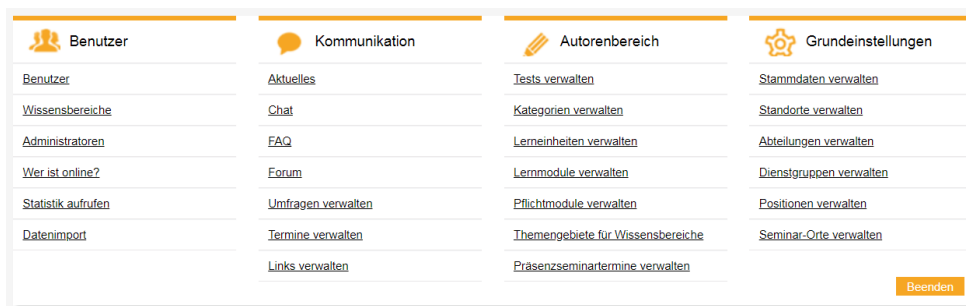 Benutzer
Benutzer
Wissensbereiche
Administratoren
Wer ist online?
Statistik aufrufen
Datenimport
Kommunikation
Aktuelles
Chat
FAQ
Forum
Umfragen verwalten
Termine verwalten
Links verwalten
Autorenbereich
Tests verwalten
Kategorien verwalten
Lerneinheiten verwalten
Lernmodule verwalten
Pflichtmodule verwalten
Themengebiete für Wissensbereiche
Präsenzseminartermine verwalten
Grundeinstellungen
Stammdaten verwalten
Standorte verwalten
Abteilungen verwalten
Dienstgruppen verwalten
Positionen verwalten
Seminar-Orte verwalten
Beenden